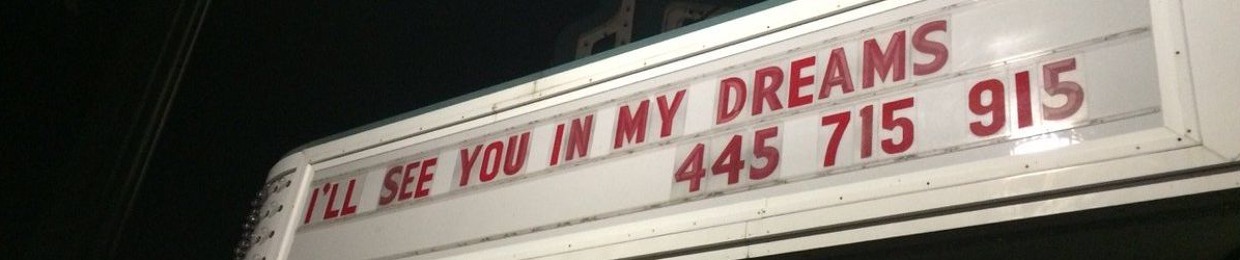 I'LL SEE YOU IN MY DREAMS
445 715 915